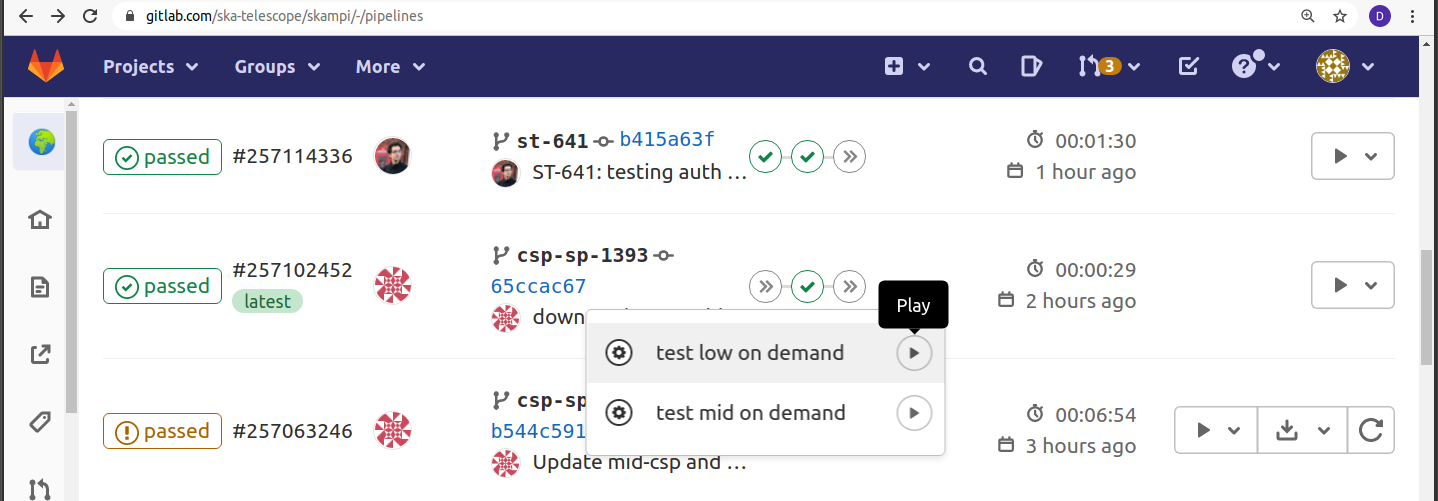 gitlab.com/ska-telescope/skampi/-/pipelines
D
Projects
Groups
More
3
passed
#257114336
st-641
b415a63f
ST-641: testing auth ...
00:01:30
1 hour ago
passed
#257102452
latest
csp-sp-1393
65ccac67
down
00:00:29
2 hours ago
Play
test low on demand
test mid on demand
passed
#257063246
csp-sp
b544c591
Update mid-csp and ...
00:06:54
3 hours ago